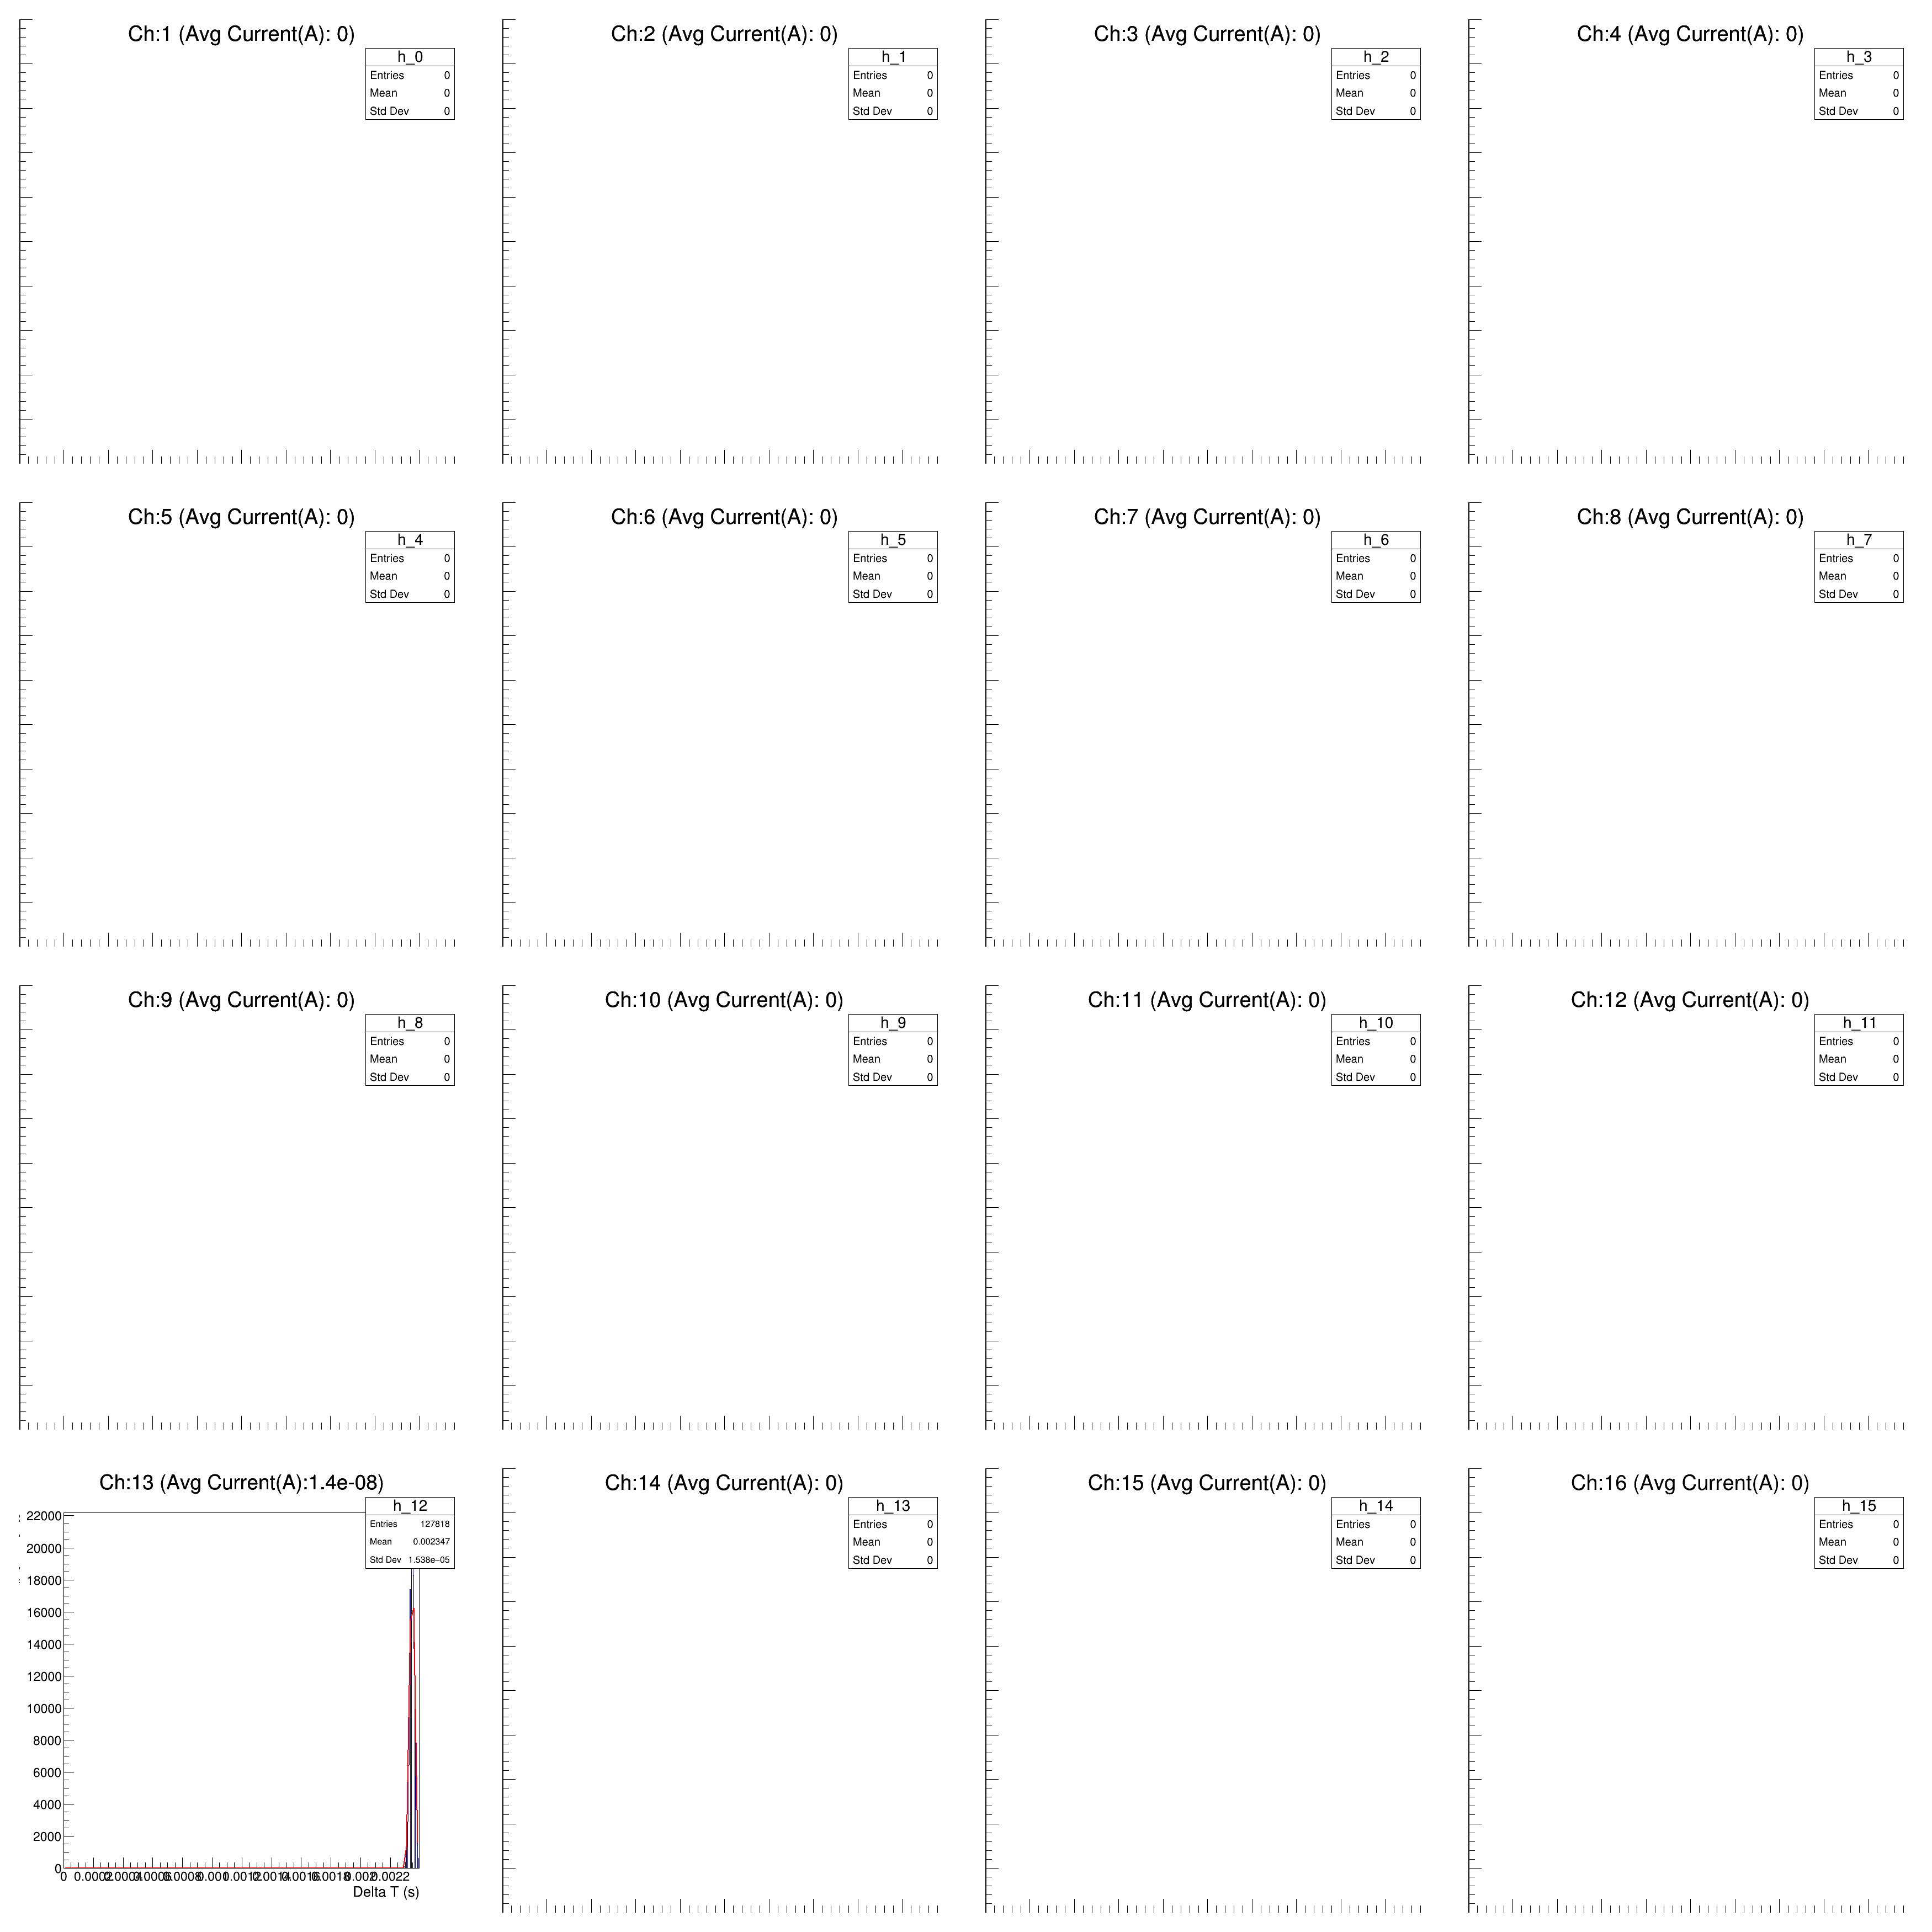 Ch:1 (Avg Current(A): 0)
h_0
Entries 0
Mean 0
Std Dev 0
Ch:2 (Avg Current(A): 0)
h_1
Entries 0
Mean 0
Std Dev 0
Ch:3 (Avg Current(A): 0)
h_2
Entries 0
Mean 0
Std Dev 0
Ch:4 (Avg Current(A): 0)
h_3
Entries 0
Mean 0
Std Dev 0
Ch:5 (Avg Current(A): 0)
h_4
Entries 0
Mean 0
Std Dev 0
Ch:6 (Avg Current(A): 0)
h_5
Entries 0
Mean 0
Std Dev 0
Ch:7 (Avg Current(A): 0)
h_6
Entries 0
Mean 0
Std Dev 0
Ch:8 (Avg Current(A): 0)
h_7
Entries 0
Mean 0
Std Dev 0
Ch:9 (Avg Current(A): 0)
h_8
Entries 0
Mean 0
Std Dev 0
Ch:10 (Avg Current(A): 0)
h_9
Entries 0
Mean 0
Std Dev 0
Ch:11 (Avg Current(A): 0)
h_10
Entries 0
Mean 0
Std Dev 0
Ch:12 (Avg Current(A): 0)
h_11
Entries 0
Mean 0
Std Dev 0
Ch:13 (Avg Current(A):1.4e-08)
h_12
Entries 127818
Mean 0.002347
Std Dev 1.538e-05
22000
20000
18000
16000
14000
12000
10000
8000
6000
4000
2000
0
0 0.0002 0.0004 0.0006 0.0008 0.001 0.0012 0.0014 0.0016 0.0018 0.002 0.0022
Delta T (s)
Ch:14 (Avg Current(A): 0)
h_13
Entries 0
Mean 0
Std Dev 0
Ch:15 (Avg Current(A): 0)
h_14
Entries 0
Mean 0
Std Dev 0
Ch:16 (Avg Current(A): 0)
h_15
Entries 0
Mean 0
Std Dev 0